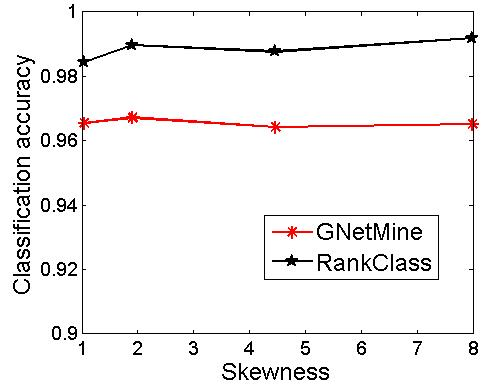 1
0.98
0.96
0.94
0.92
0.9
Classification accuracy
GNetMine
RankClass
1 2 3 4 5 6 7 8
Skewness